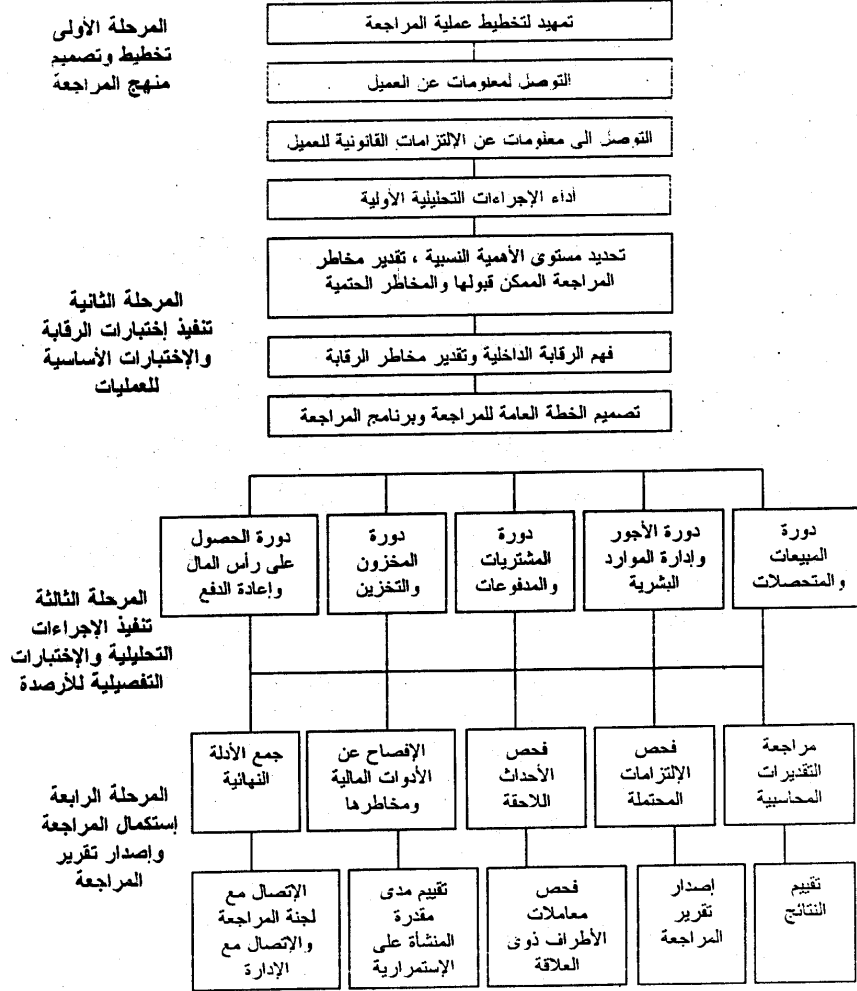 المرحلة الأولى
تخطيط وتصميم
منهج المراجعة
تمهيد لتخطيط عملية المراجعة
التوصل لمعلومات عن العميل
التوصل الى معلومات عن الإلتزامات القانونية للعميل
أداء الإجراءات التحليلية الأولية
تحديد مستوى الأهمية النسبية ، تقدير مخاطر
المراجعة الممكن قبولها والمخاطر الحتمية
المرحلة الثانية
تنفيذ إختبارات الرقابة
والإختبارات الأساسية
للعمليات
فهم الرقابة الداخلية وتقدير مخاطر الرقابة
تصميم الخطة العامة للمراجعة وبرنامج المراجعة
دورة
المبيعات
والمتحصلات
دورة الأجور
وإدارة الموارد
البشرية
دورة
المشتريات
والمدفوعات
دورة
المخزون
والتخزين
دورة الحصول
على رأس المال
وإعادة الدفع
المرحلة الثالثة
تنفيذ الإجراءات
التحليلية والإختبارات
التفصيلية للأرصدة
مراجعة
التقديرات
المحاسبية
فحص
الإلتزامات
المحتملة
فحص
الأحداث
اللاحقة
الإفصاح عن
الأدوات المالية
ومخاطرها
جمع الأدلة
النهائية
المرحلة الرابعة
إستكمال المراجعة
وإصدار تقرير
المراجعة
تقييم
النتائج
إصدار
تقرير
المراجعة
فحص
معاملات
الأطراف ذوى
العلاقة
تقييم مدى
مقدرة
المنشأة على
الإستمرارية
الإتصال مع
لجنة المراجعة
والإتصال مع
الإدارة